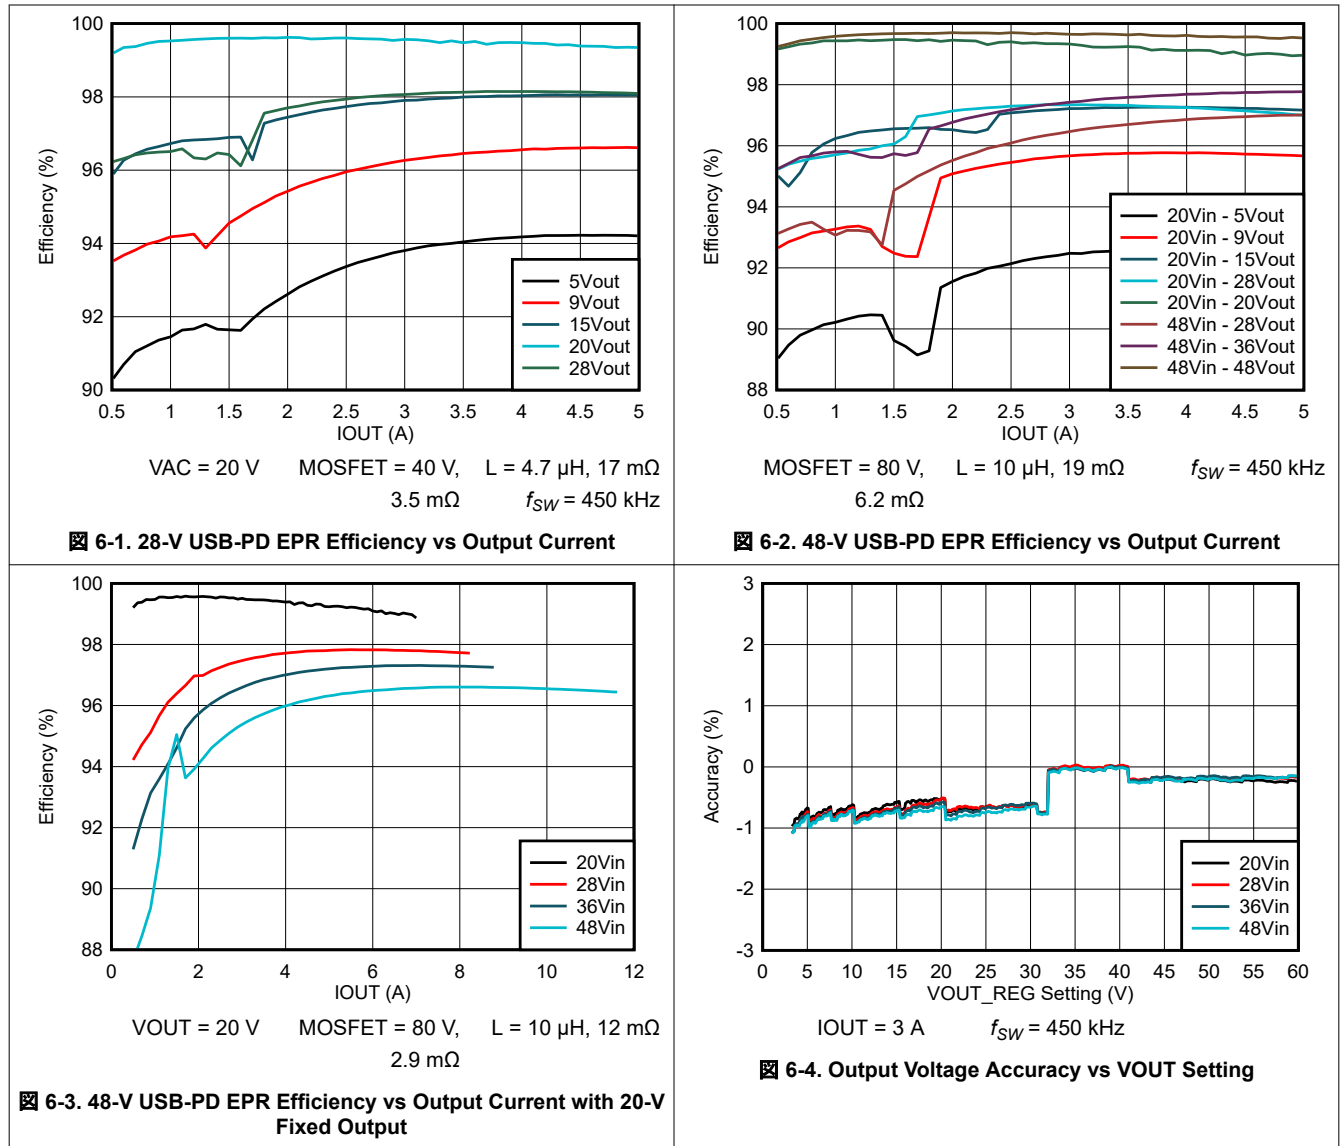 100
98
96
94
92
90
Efficiency (%)
0.5 1 1.5 2 2.5 3 3.5 4 4.5 5
IOUT (A)
5Vout
9Vout
15Vout
20Vout
28Vout
VAC = 20 V MOSFET = 40 V, L = 4.7 µH, 17 mΩ
3.5 mΩ fSW = 450 kHz
図 6-1. 28-V USB-PD EPR Efficiency vs Output Current
100
98
96
94
92
90
88
Efficiency (%)
0.5 1 1.5 2 2.5 3 3.5 4 4.5 5
IOUT (A)
20Vin - 5Vout
20Vin - 9Vout
20Vin - 15Vout
20Vin - 28Vout
20Vin - 20Vout
48Vin - 28Vout
48Vin - 36Vout
48Vin - 48Vout
MOSFET = 80 V, L = 10 µH, 19 mΩ fSW = 450 kHz
6.2 mΩ
図 6-2. 48-V USB-PD EPR Efficiency vs Output Current
100
98
96
94
92
90
88
Efficiency (%)
0 2 4 6 8 10 12
IOUT (A)
20Vin
28Vin
36Vin
48Vin
VOUT = 20 V MOSFET = 80 V, L = 10 µH, 12 mΩ
2.9 mΩ
図 6-3. 48-V USB-PD EPR Efficiency vs Output Current with 20-V
Fixed Output
3
2
1
0
-1
-2
-3
Accuracy (%)
0 5 10 15 20 25 30 35 40 45 50 55 60
VOUT_REG Setting (V)
20Vin
28Vin
36Vin
48Vin
IOUT = 3 A fSW = 450 kHz
図 6-4. Output Voltage Accuracy vs VOUT Setting